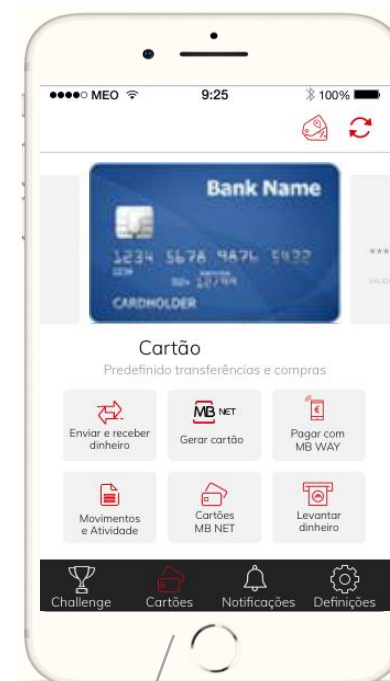 MEO 9:25 100%
Bank Name
1234 5678 9876 5432
CARDHOLDER
Cartão
Predefinido transferências e compras
Enviar e receber
dinheiro
MB NET
Gerar cartão
Pagar com
MB WAY
Movimentos
e Atividade
Cartões
MB NET
Levantar
dinheiro
Challenge Cartões Notificações Definições